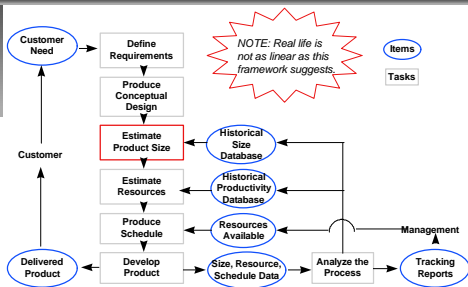 Customer
Need
Define
Requirements
NOTE: Real life is
not as linear as this
framework suggests.
Items
Tasks
Produce
Conceptual
Design
Estimate
Product Size
Historical
Size
Database
Customer
Estimate
Resources
Historical
Productivity
Database
Produce
Schedule
Resources
Available
Management
Delivered
Product
Develop
Product
Size, Resource,
Schedule Data
Analyze the
Process
Tracking
Reports